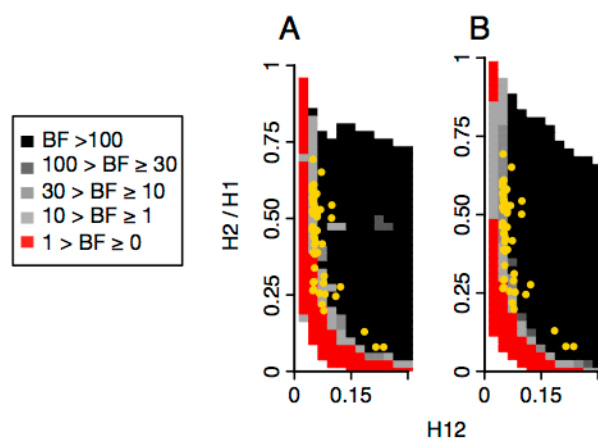 A
B
BF >100
100 > BF ≥ 30
30 > BF ≥ 10
10 > BF ≥ 1
1 > BF ≥ 0
H2 / H1
1
0.75
0.50
0.25
0
0
0.15
1
0.75
0.50
0.25
0
0
0.15
H12